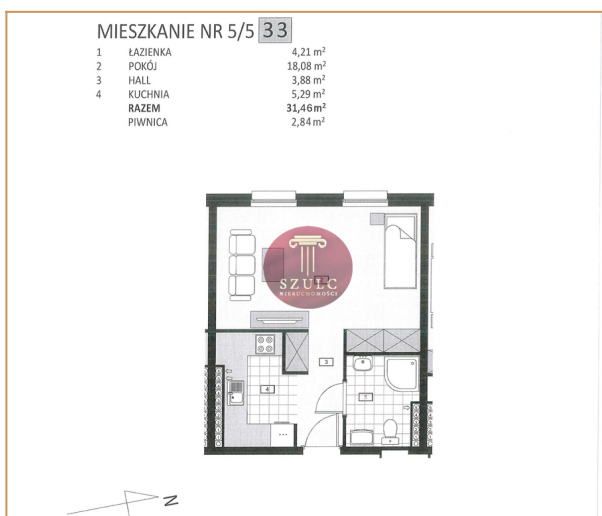 MIESZKANIE NR 5/5 33
1 ŁAZIENKA 4,21 m²
2 POKÓJ 18,08 m²
3 HALL 3,88 m²
4 KUCHNIA 5,29 m²
RAZEM 31,46 m²
PIWNICA 2,84 m²
SZULC
NIERUCHOMOŚCI
3
4
1
N